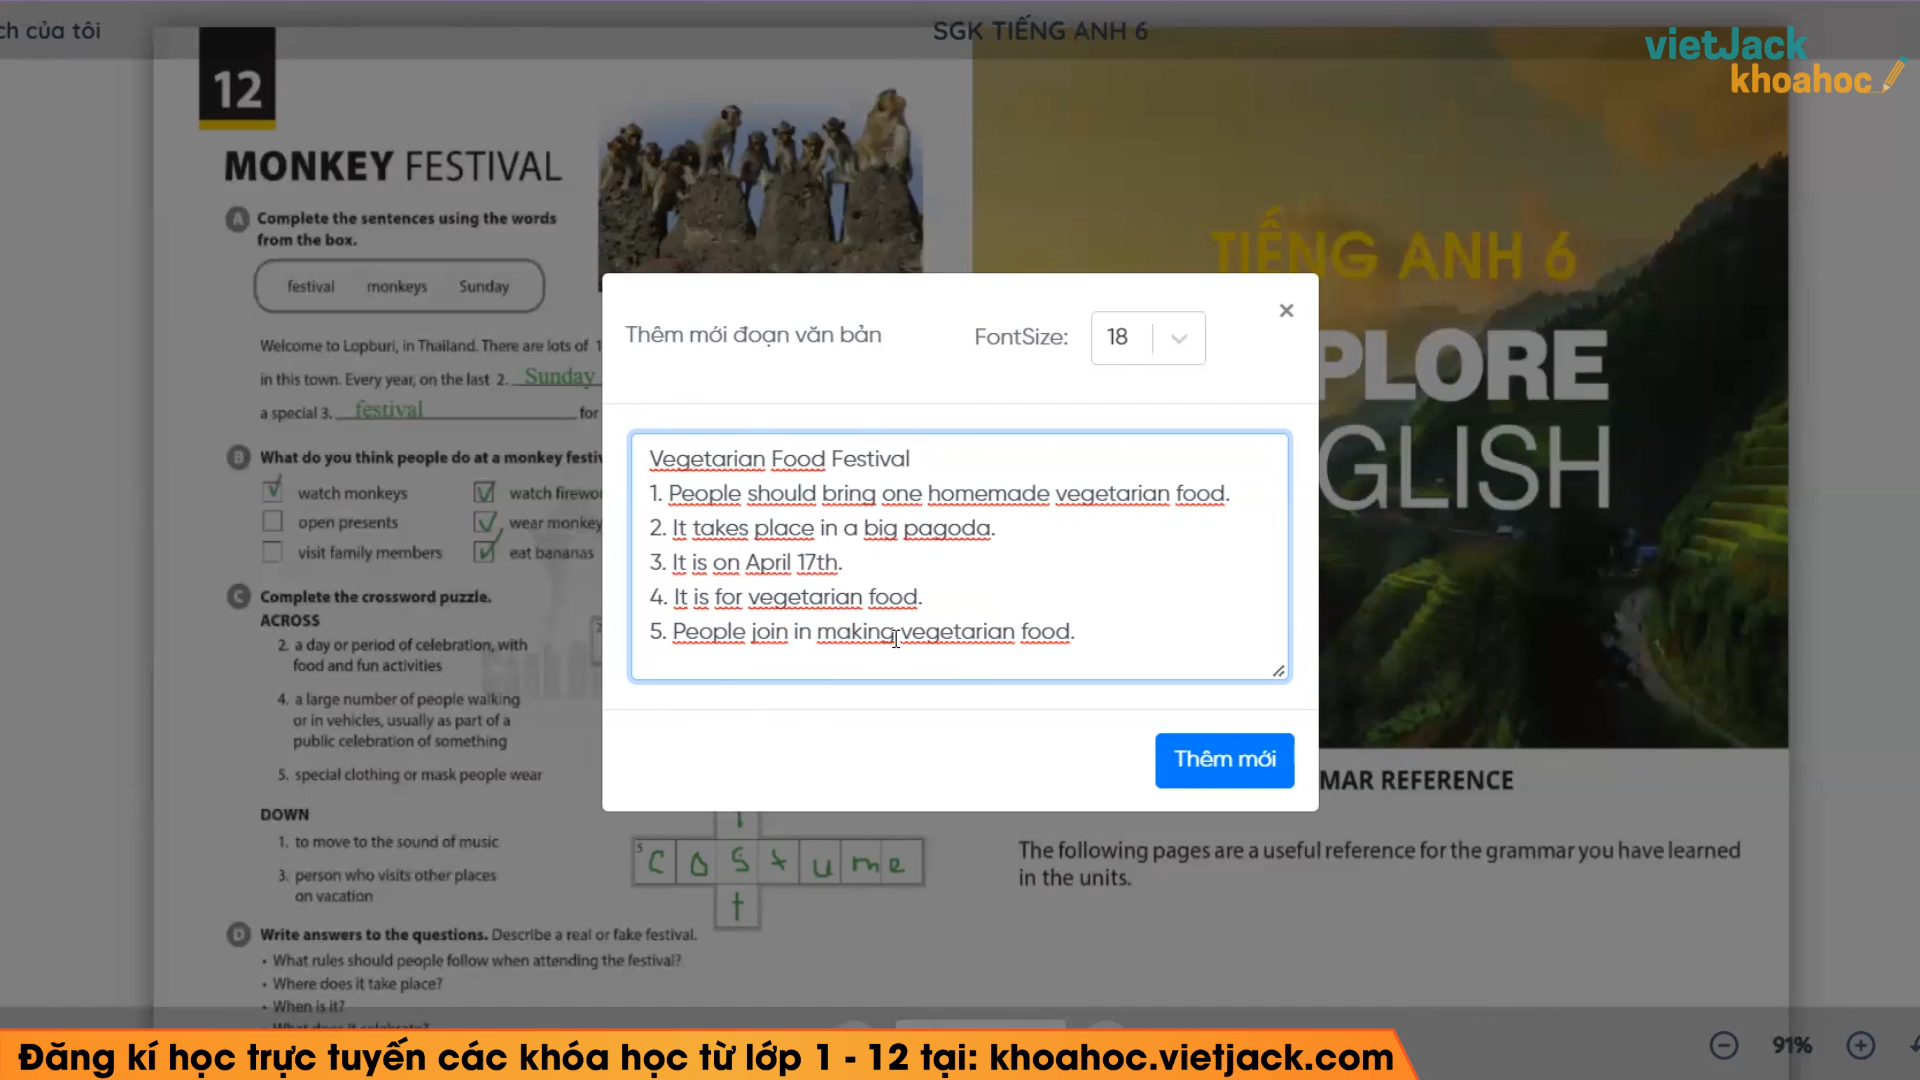 ch của tôi
SGK TIẾNG ANH 6
vietJack
khoahoc
12
MONKEY FESTIVAL
A Complete the sentences using the words
from the box.
festival monkeys Sunday
Welcome to Lopburi, in Thailand. There are lots of 1
in this town. Every year, on the last 2. Sunday
a special 3. festival for
B What do you think people do at a monkey festiv
watch monkeys watch firewo
open presents wear monkey
visit family members eat bananas
C Complete the crossword puzzle.
ACROSS
2. a day or period of celebration, with
food and fun activities
4. a large number of people walking
or in vehicles, usually as part of a
public celebration of something
5. special clothing or mask people wear
DOWN
1. to move to the sound of music
3. person who visits other places
on vacation
5 c o s t u m e
t
D Write answers to the questions. Describe a real or fake festival.
• What rules should people follow when attending the festival?
• Where does it take place?
• When is it?
Thêm mới đoạn văn bản
FontSize: 18
×
Vegetarian Food Festival
1. People should bring one homemade vegetarian food.
2. It takes place in a big pagoda.
3. It is on April 17th.
4. It is for vegetarian food.
5. People join in making vegetarian food.
Thêm mới
TIẾNG ANH 6
PLORE
GLISH
MAR REFERENCE
The following pages are a useful reference for the grammar you have learned
in the units.
91%
Đăng kí học trực tuyến các khóa học từ lớp 1 - 12 tại: khoahoc.vietjack.com